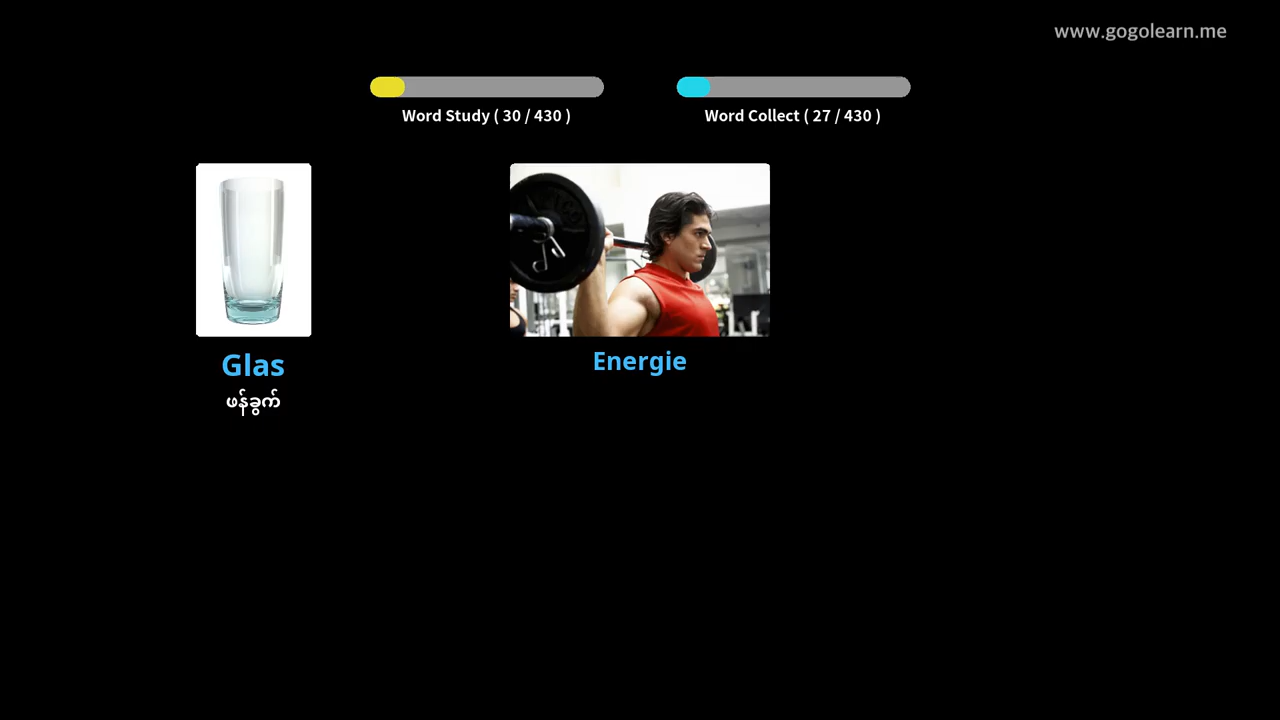 www.gogolearn.me
Word Study ( 30 / 430 )
Word Collect ( 27 / 430 )
Glas
ဖန်ခွက်
Energie